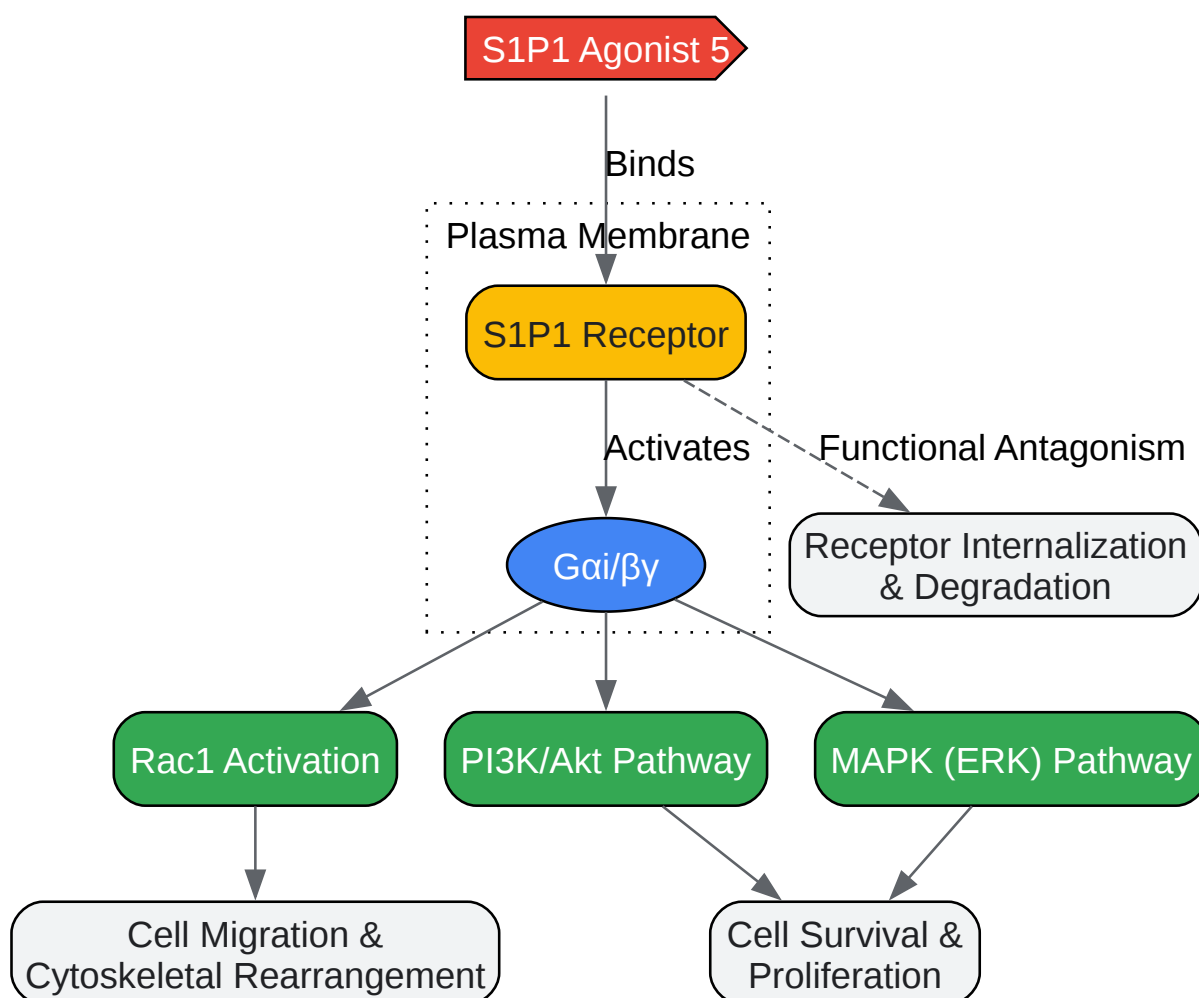 S1P1 Agonist 5
Binds
Plasma Membrane
S1P1 Receptor
Activates
Functional Antagonism
Gαi/βγ
Receptor Internalization
& Degradation
Rac1 Activation
PI3K/Akt Pathway
MAPK (ERK) Pathway
Cell Migration &
Cytoskeletal Rearrangement
Cell Survival &
Proliferation